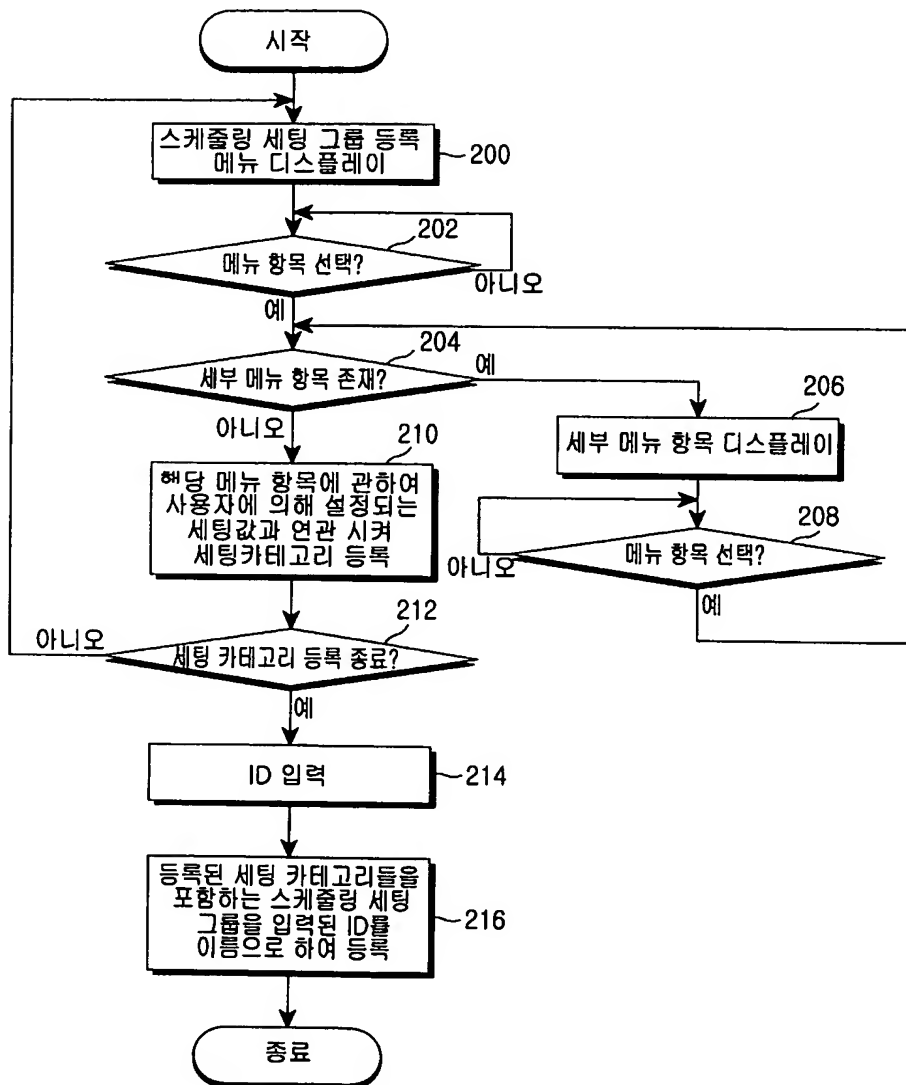 시작
스케줄링 세팅 그룹 등록
메뉴 디스플레이
200
202
메뉴 항목 선택?
아니오
예
204
세부 메뉴 항목 존재?
예
아니오
206
세부 메뉴 항목 디스플레이
208
메뉴 항목 선택?
아니오
예
210
해당 메뉴 항목에 관하여
사용자에 의해 설정되는
세팅값과 연관 시켜
세팅카테고리 등록
212
세팅 카테고리 등록 종료?
아니오
예
ID 입력
214
등록된 세팅 카테고리들을
포함하는 스케줄링 세팅
그룹을 입력된 ID를
이름으로 하여 등록
216
종료